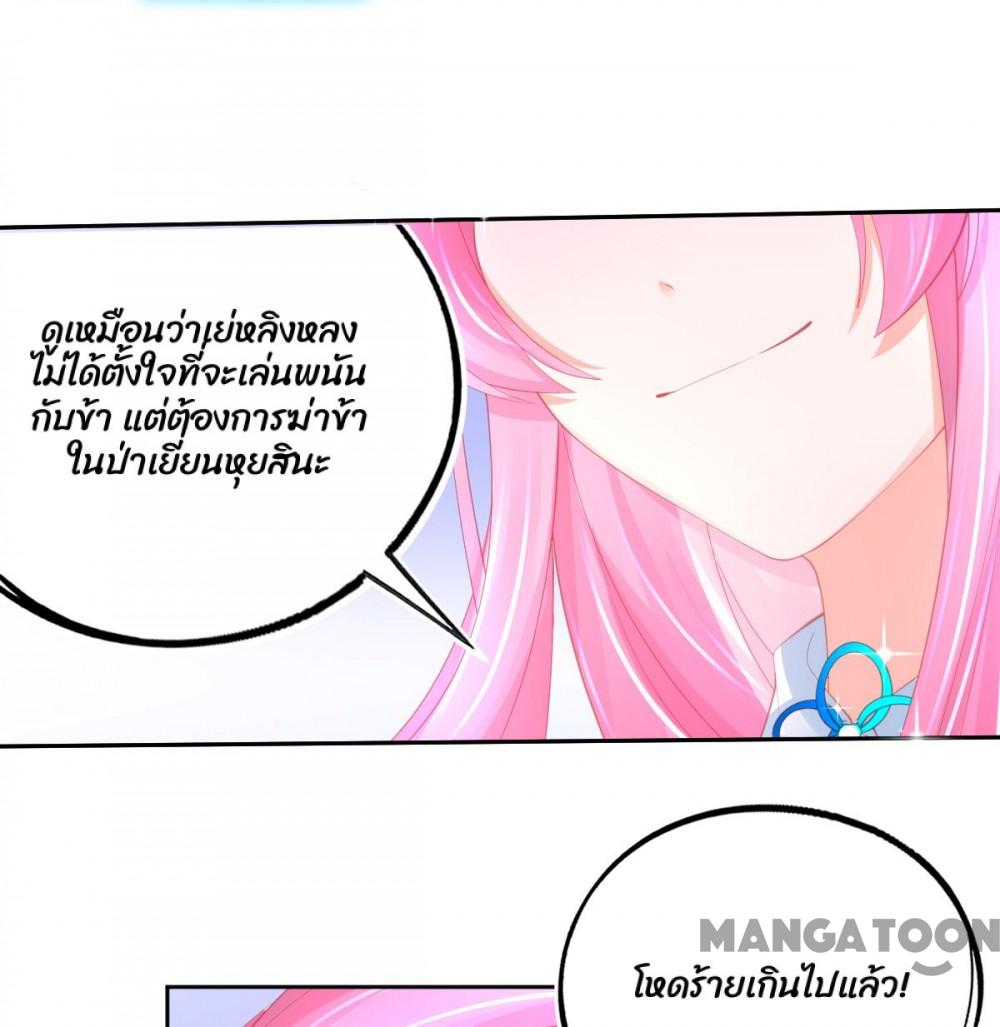 ดูเหมือนว่าเย่หลิงหลง
ไม่ได้ตั้งใจที่จะเล่นพนัน
กับข้า แต่ต้องการฆ่าข้า
ในป่าเยี่ยนหุยสินะ
MANGATOON
โหดร้ายเกินไปแล้ว!